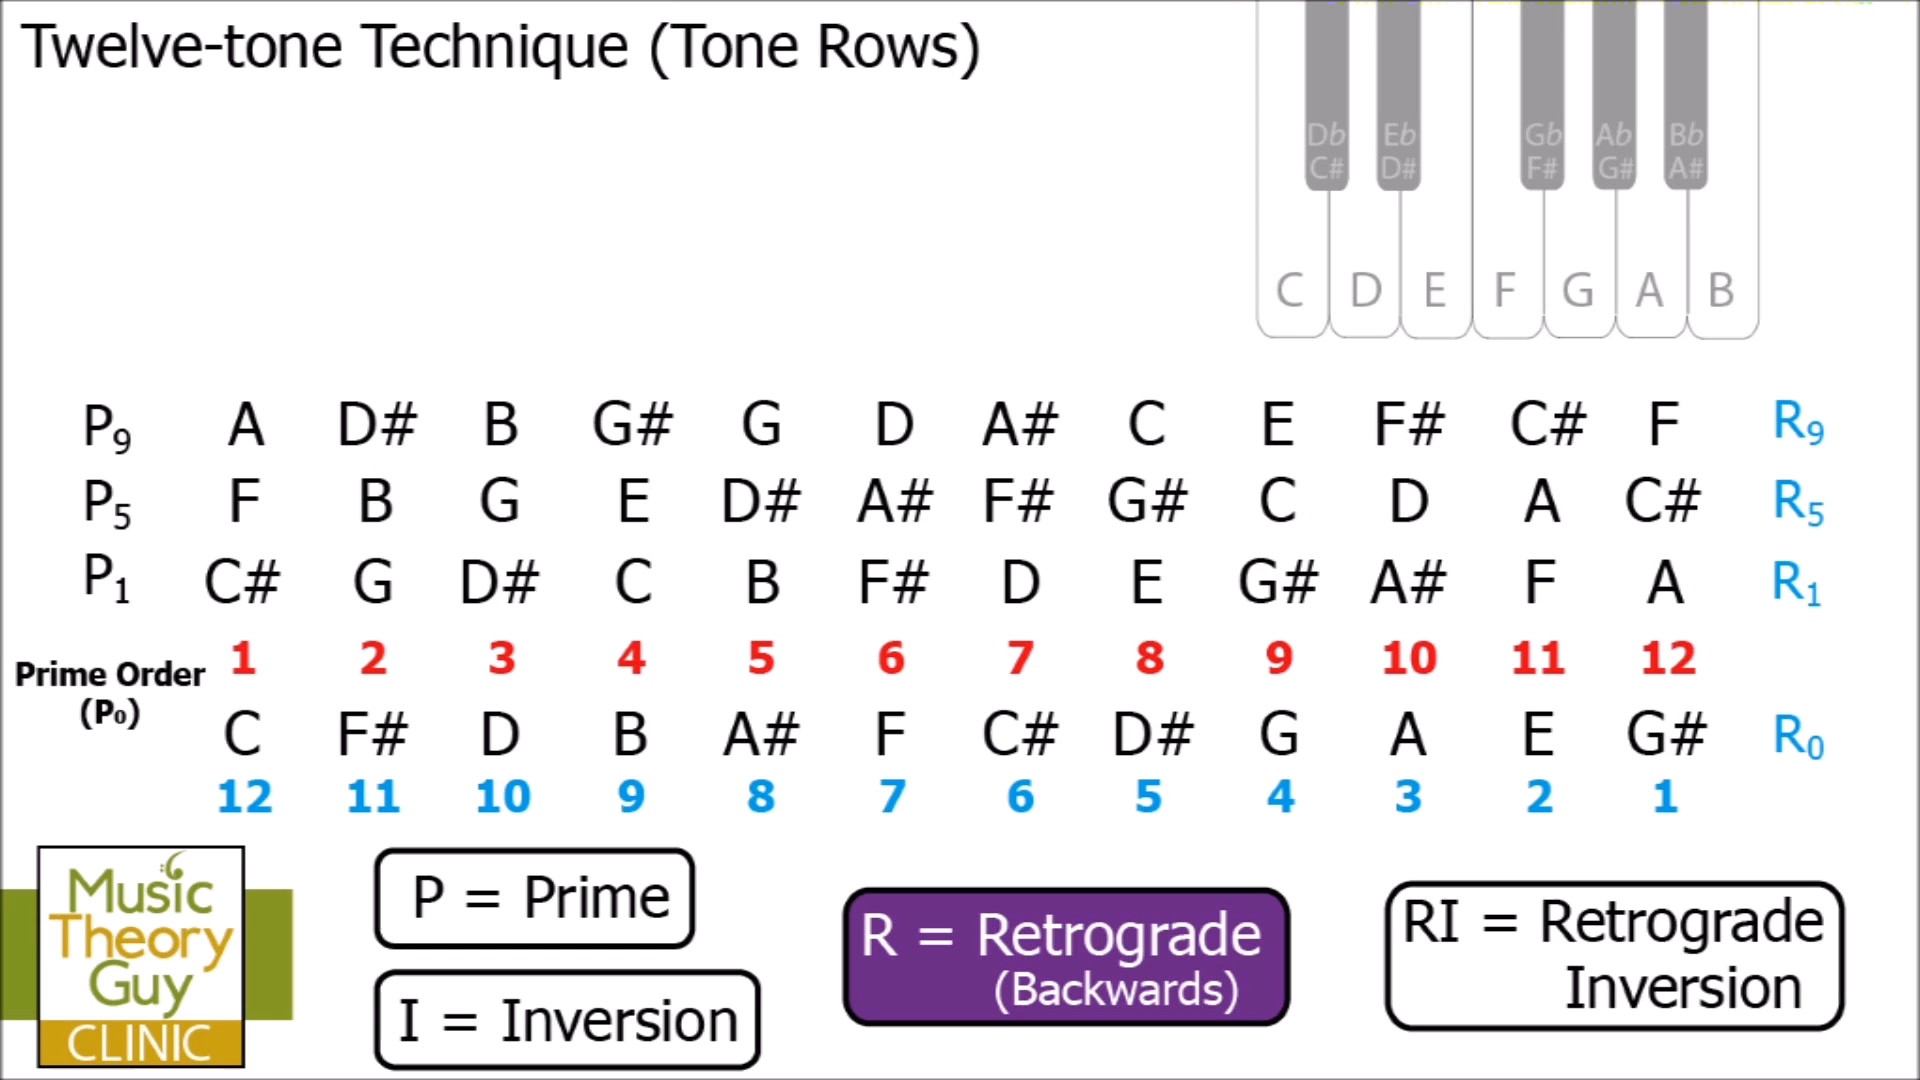 Twelve-tone Technique (Tone Rows)
Db Eb Gb Ab Bb
C# D# F# G# A#
C D E F G A B
P9 A D# B G# G D A# C E F# C# F R9
P5 F B G E D# A# F# G# C D A C# R5
P1 C# G D# C B F# D E G# A# F A R1
1 2 3 4 5 6 7 8 9 10 11 12
Prime Order
(P0)
C F# D B A# F C# D# G A E G# R0
12 11 10 9 8 7 6 5 4 3 2 1
Music
Theory
Guy
CLINIC
P = Prime
I = Inversion
R = Retrograde
(Backwards)
RI = Retrograde
Inversion